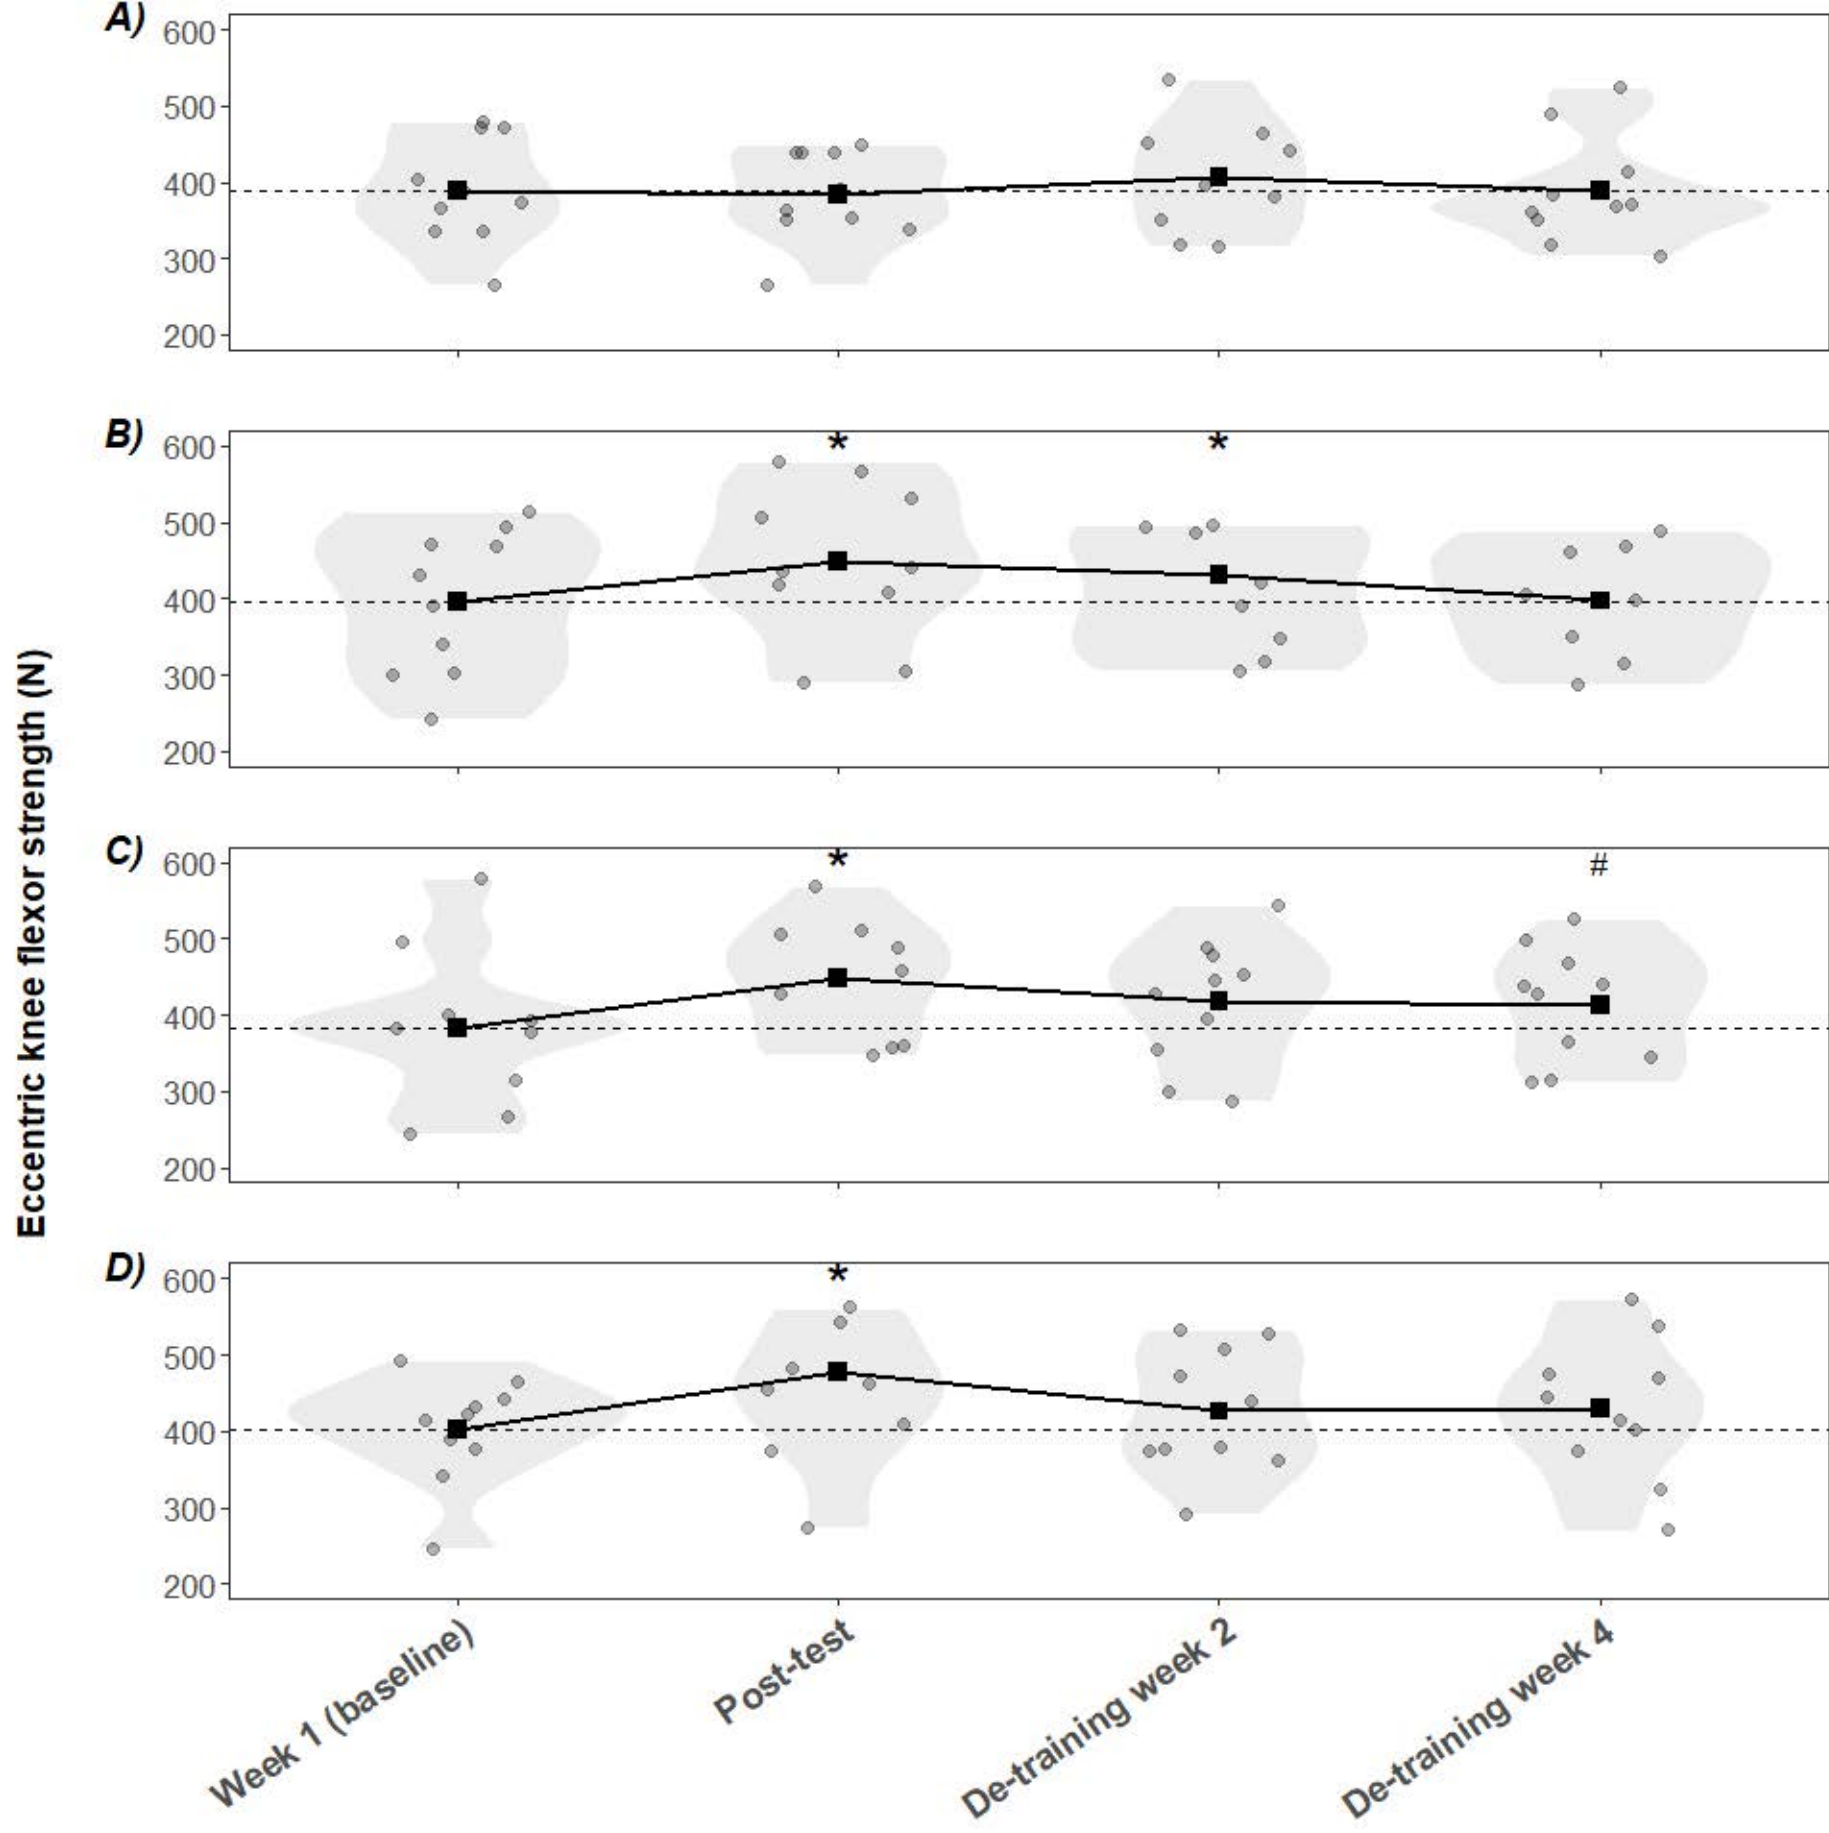 Eccentric knee flexor strength (N)
A)
600
500
400
300
200
B)
600
500
400
300
200
* *
C)
600
500
400
300
200
* #
D)
600
500
400
300
200
*
Week 1 (baseline)
Post-test
De-training week 2
De-training week 4